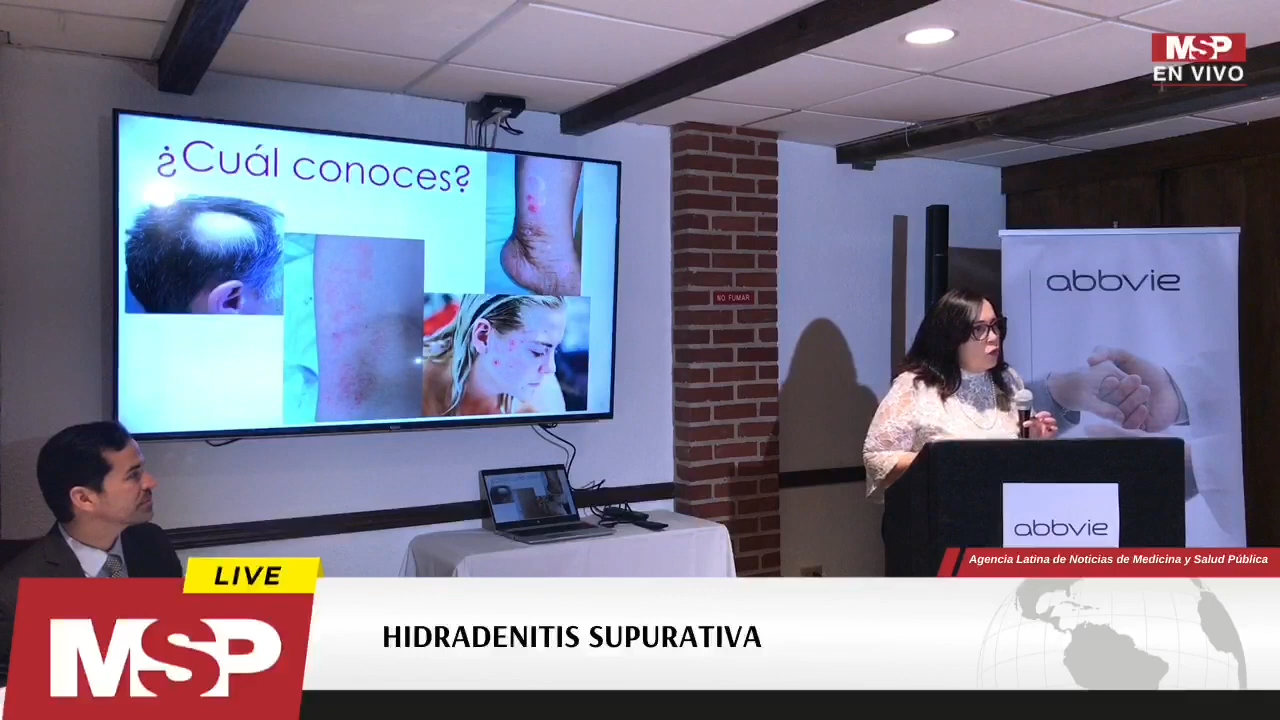 MSP
EN VIVO
¿Cuál conoces?
NO FUMAR
abbvie
abbvie
Agencia Latina de Noticias de Medicina y Salud Pública
LIVE
MSP
HIDRADENITIS SUPURATIVA